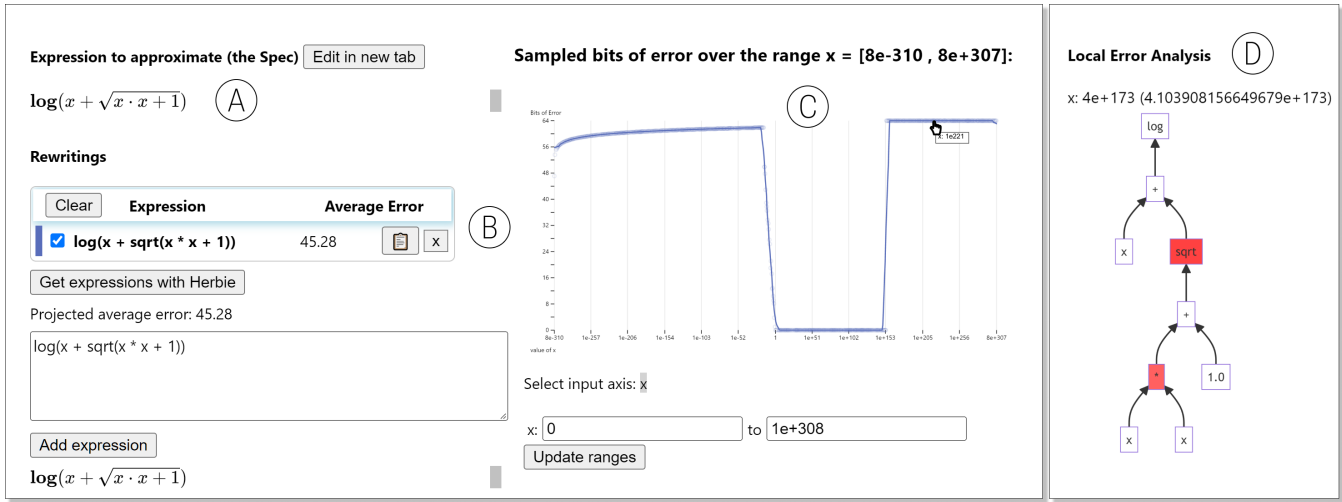 Expression to approximate (the Spec) Edit in new tab
log(x + √x · x + 1)
A
Rewritings
Clear Expression Average Error
log(x + sqrt(x * x + 1)) 45.28 x
B
Get expressions with Herbie
Projected average error: 45.28
log(x + sqrt(x * x + 1))
Add expression
log(x + √x · x + 1)
Sampled bits of error over the range x = [8e-310 , 8e+307]:
C
Bits of Error
64
56
48
40
32
24
16
8
0
x: 1e221
8e-310 1e-257 1e-206 1e-154 1e-103 1e-52 1 1e+51 1e+102 1e+153 1e+205 1e+256 8e+307
value of x
Select input axis: x
x: 0 to 1e+308
Update ranges
Local Error Analysis
D
x: 4e+173 (4.103908156649679e+173)
log
+
x sqrt
+
* 1.0
x x